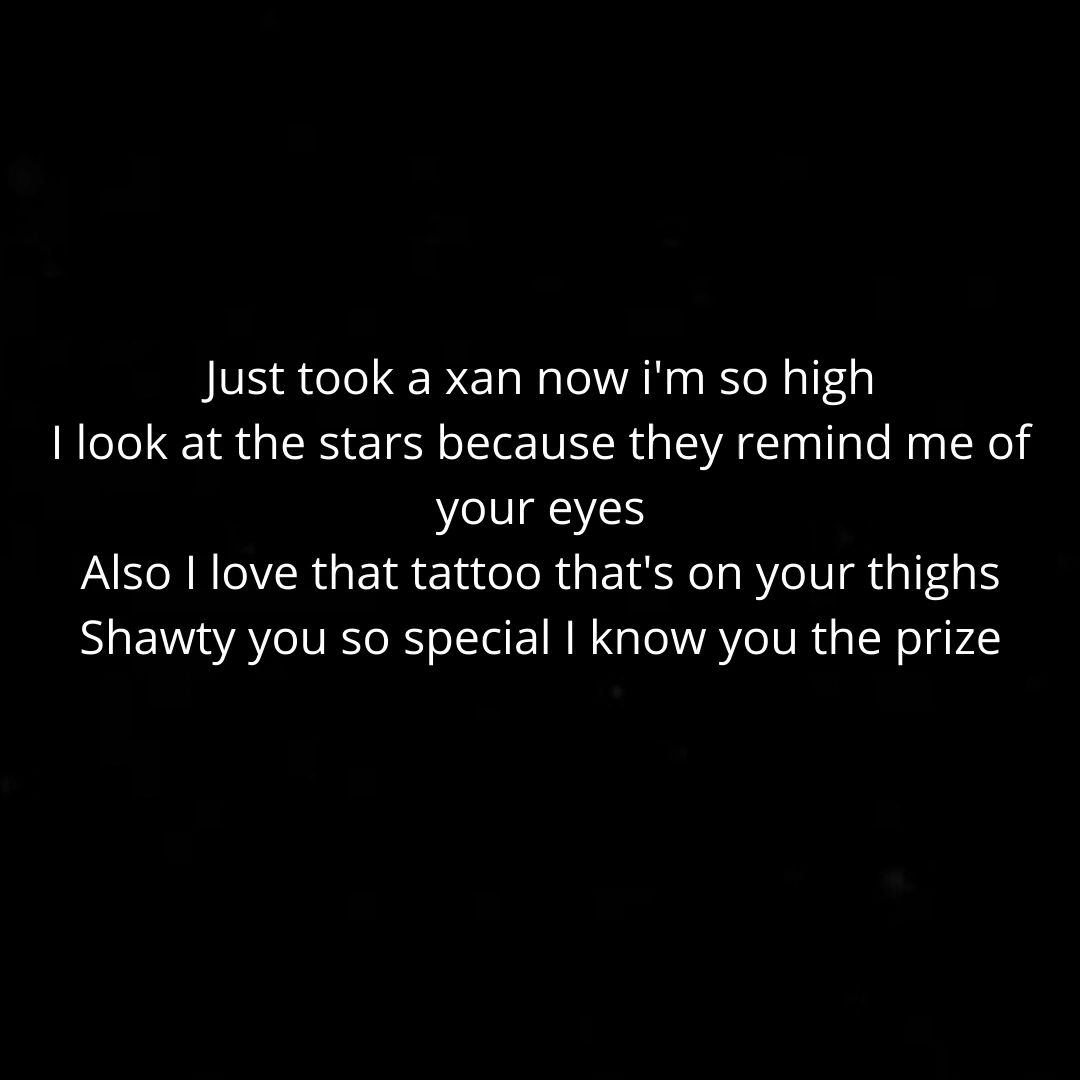 Just took a xan now i'm so high
I look at the stars because they remind me of
your eyes
Also I love that tattoo that's on your thighs
Shawty you so special I know you the prize